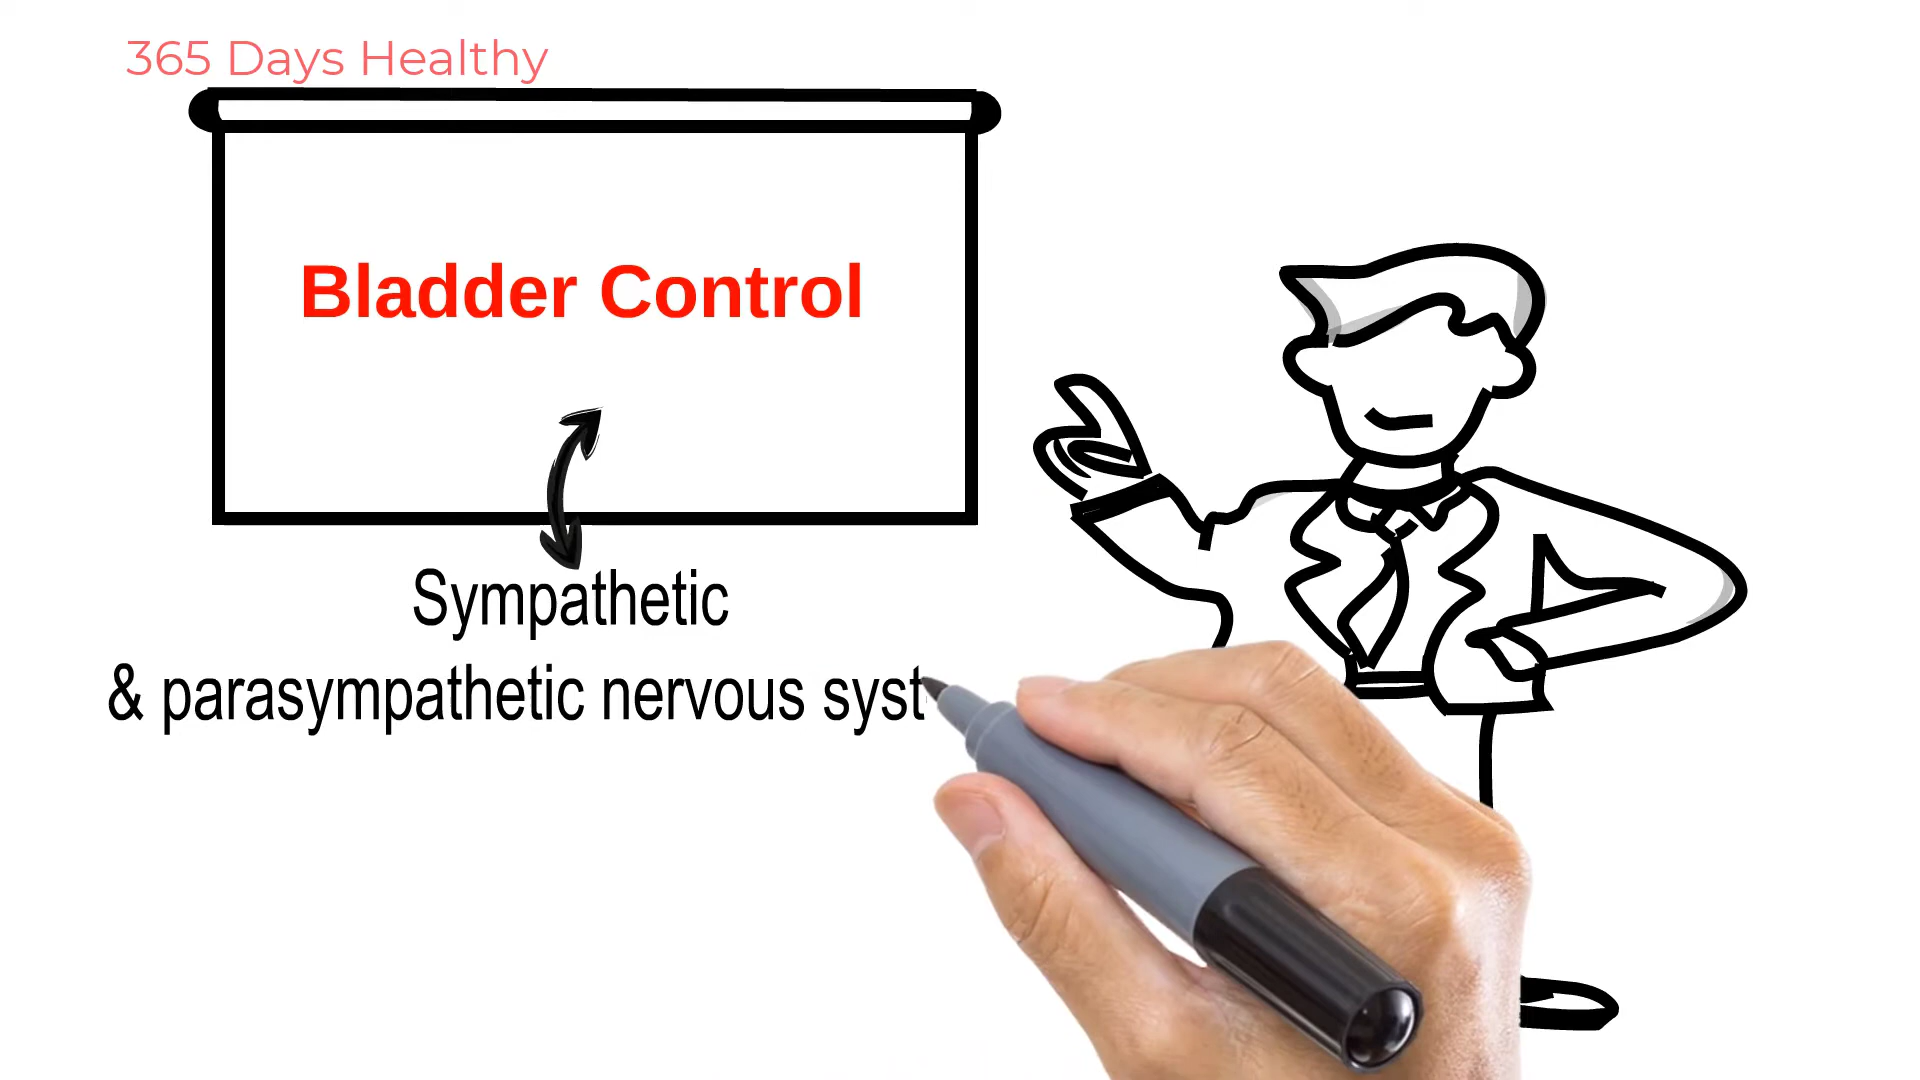 365 Days Healthy
Bladder Control
Sympathetic
& parasympathetic nervous syst